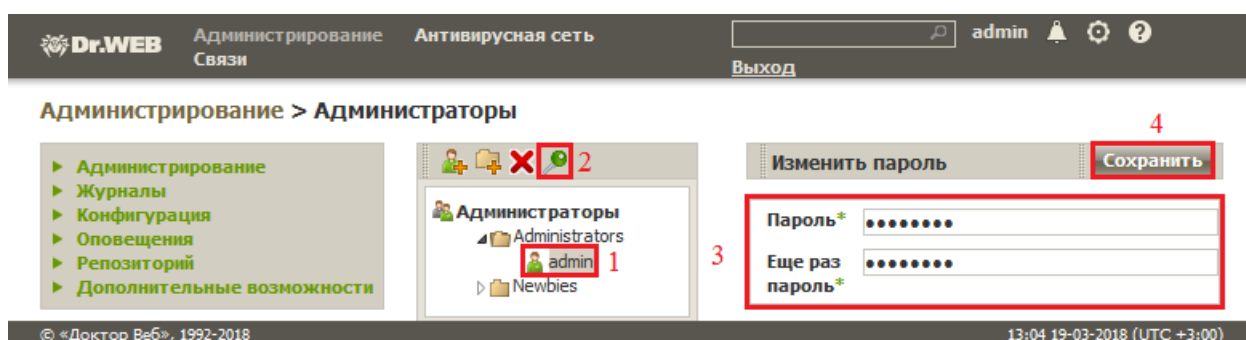 Dr.WEB
Администрирование
Антивирусная сеть
Связи
admin
Выход
Администрирование > Администраторы
Администрирование
Журналы
Конфигурация
Оповещения
Репозиторий
Дополнительные возможности
2
Администраторы
Administrators
admin 1
Newbies
4
Изменить пароль
Сохранить
3
Пароль*
Еще раз
пароль*
© «Доктор Веб», 1992-2018
13:04 19-03-2018 (UTC +3:00)